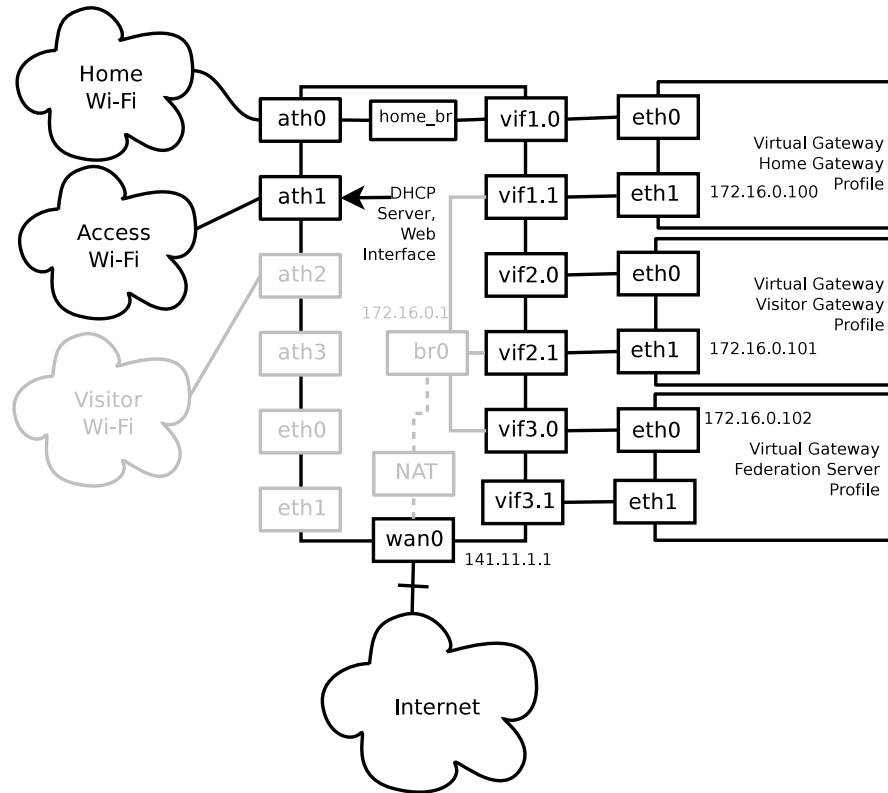 Home
Wi-Fi
ath0
home_br
vif1.0
eth0
Virtual Gateway
Home Gateway
Profile
Access
Wi-Fi
ath1
DHCP
Server,
Web
Interface
vif1.1
eth1
172.16.0.100
ath2
vif2.0
eth0
Virtual Gateway
Visitor Gateway
Profile
172.16.0.1
Visitor
Wi-Fi
ath3
br0
vif2.1
eth1
172.16.0.101
eth0
vif3.0
eth0
172.16.0.102
Virtual Gateway
Federation Server
Profile
NAT
eth1
vif3.1
eth1
wan0
141.11.1.1
Internet